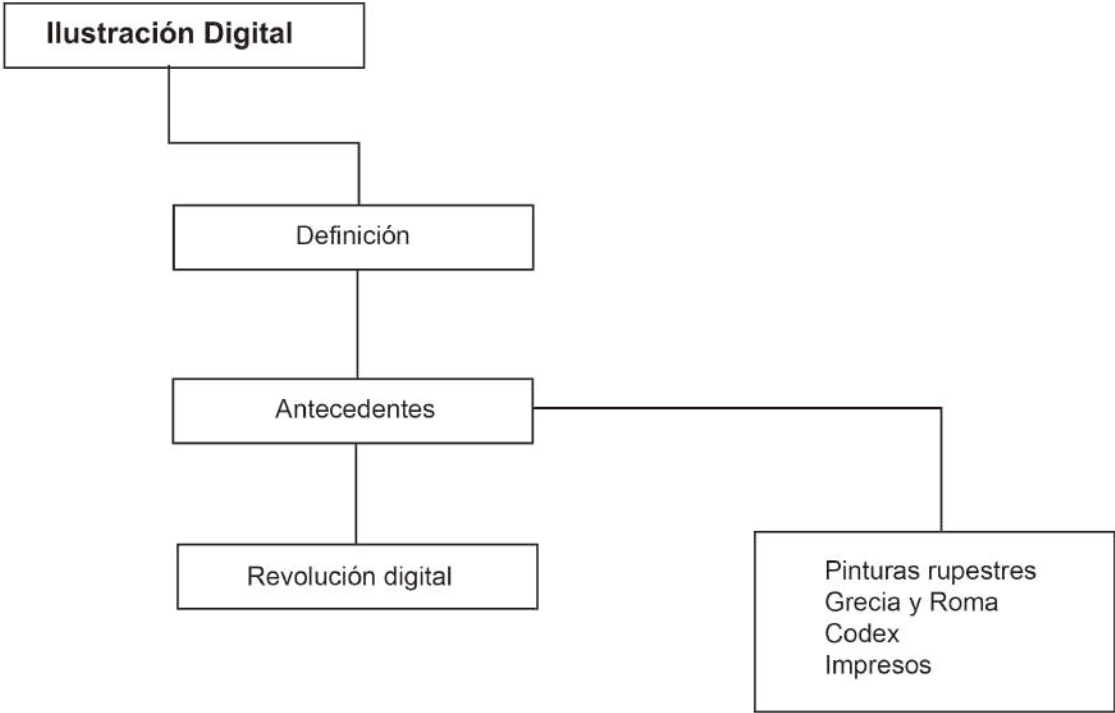 Ilustración Digital
Definición
Antecedentes
Revolución digital
Pinturas rupestres
Grecia y Roma
Codex
Impresos